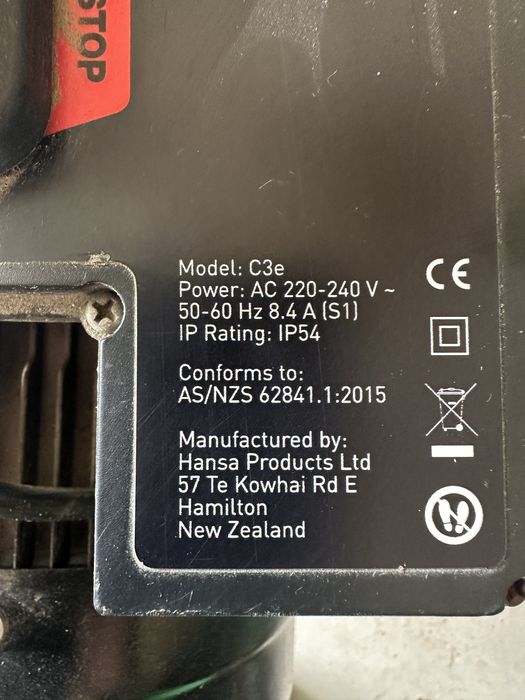 STOP
Model: C3e
Power: AC 220-240 V ~
50-60 Hz 8.4 A (S1)
IP Rating: IP54
Conforms to:
AS/NZS 62841.1:2015
Manufactured by:
Hansa Products Ltd
57 Te Kowhai Rd E
Hamilton
New Zealand
CE